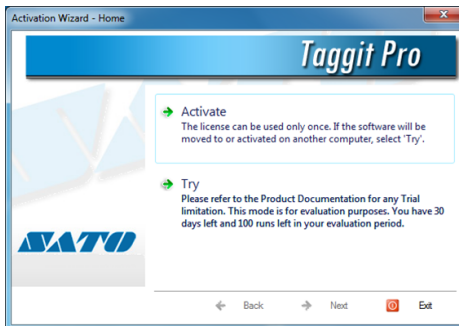 Activation Wizard - Home
Taggit Pro
Activate
The license can be used only once. If the software will be
moved to or activated on another computer, select 'Try'.
Try
Please refer to the Product Documentation for any Trial
limitation. This mode is for evaluation purposes. You have 30
days left and 100 runs left in your evaluation period.
SATO
Back
Next
Exit